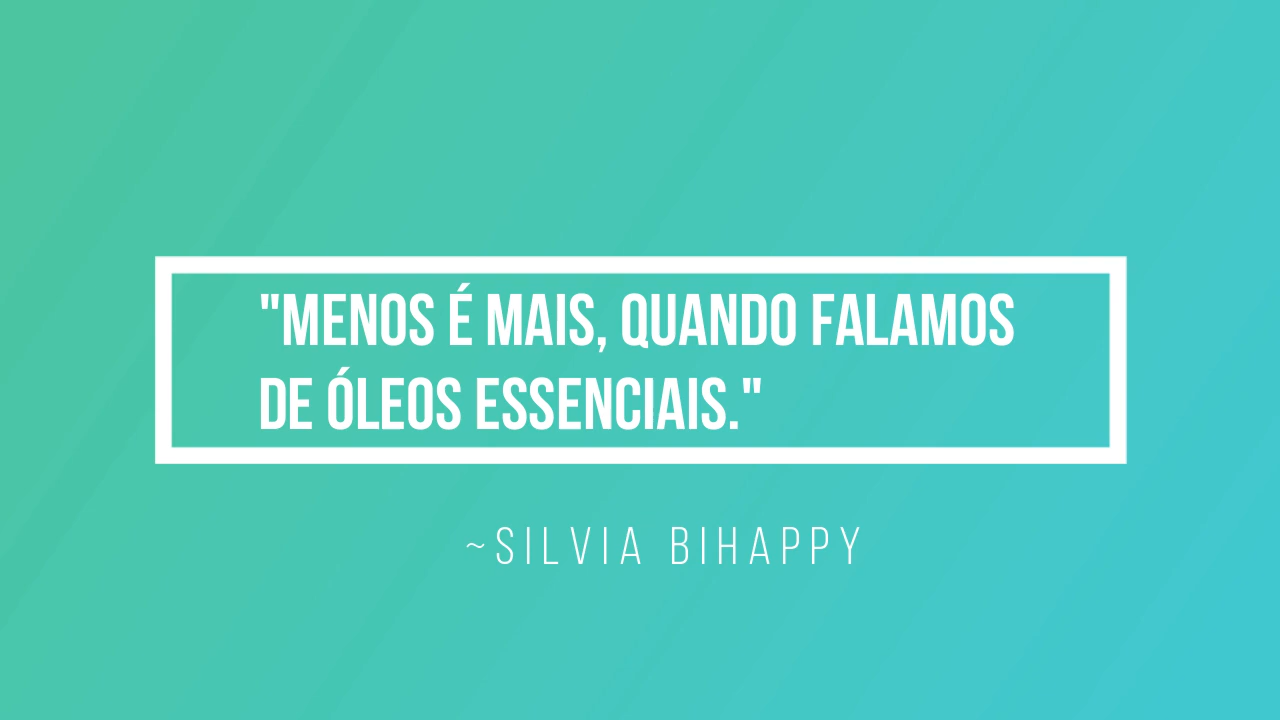 "MENOS É MAIS, QUANDO FALAMOS
DE ÓLEOS ESSENCIAIS."
~SILVIA BIHAPPY